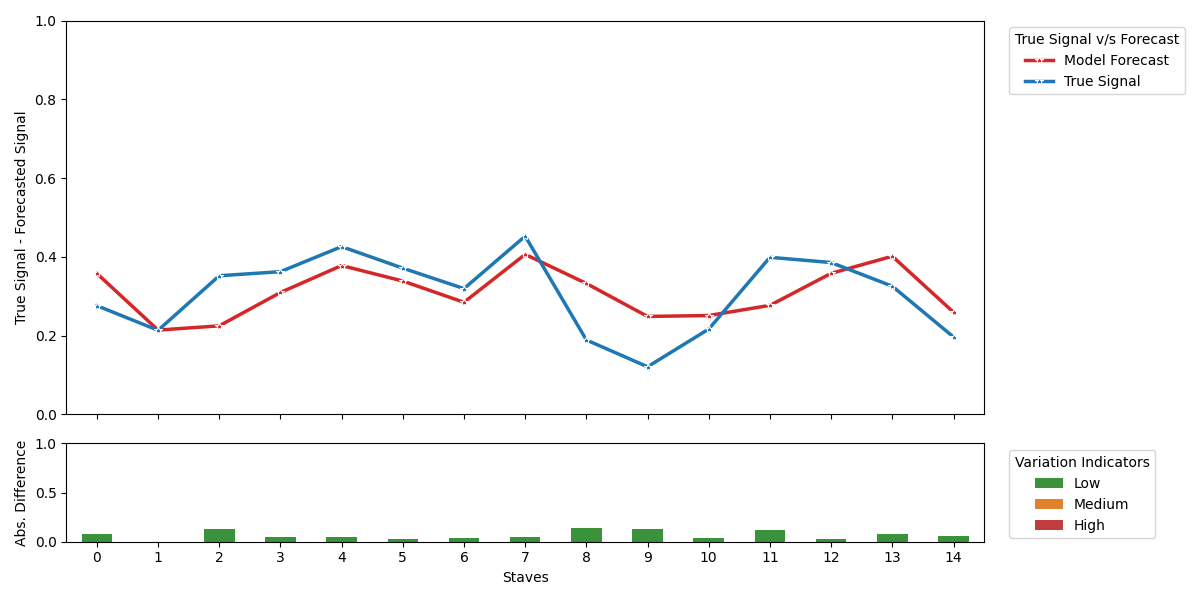 True Signal - Forecasted Signal
1.0
0.8
0.6
0.4
0.2
0.0
True Signal v/s Forecast
Model Forecast
True Signal
Abs. Difference
1.0
0.5
0.0
0 1 2 3 4 5 6 7 8 9 10 11 12 13 14
Staves
Variation Indicators
Low
Medium
High